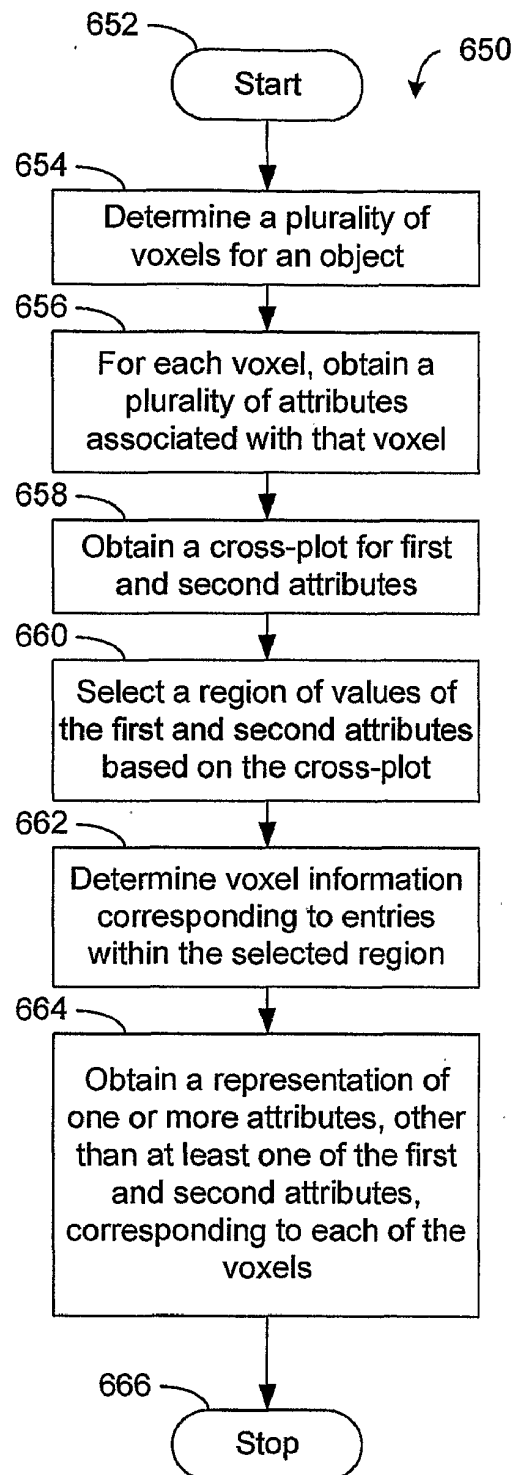 652
650
Start
654
Determine a plurality of
voxels for an object
656
For each voxel, obtain a
plurality of attributes
associated with that voxel
658
Obtain a cross-plot for first
and second attributes
660
Select a region of values of
the first and second attributes
based on the cross-plot
662
Determine voxel information
corresponding to entries
within the selected region
664
Obtain a representation of
one or more attributes, other
than at least one of the first
and second attributes,
corresponding to each of the
voxels
666
Stop